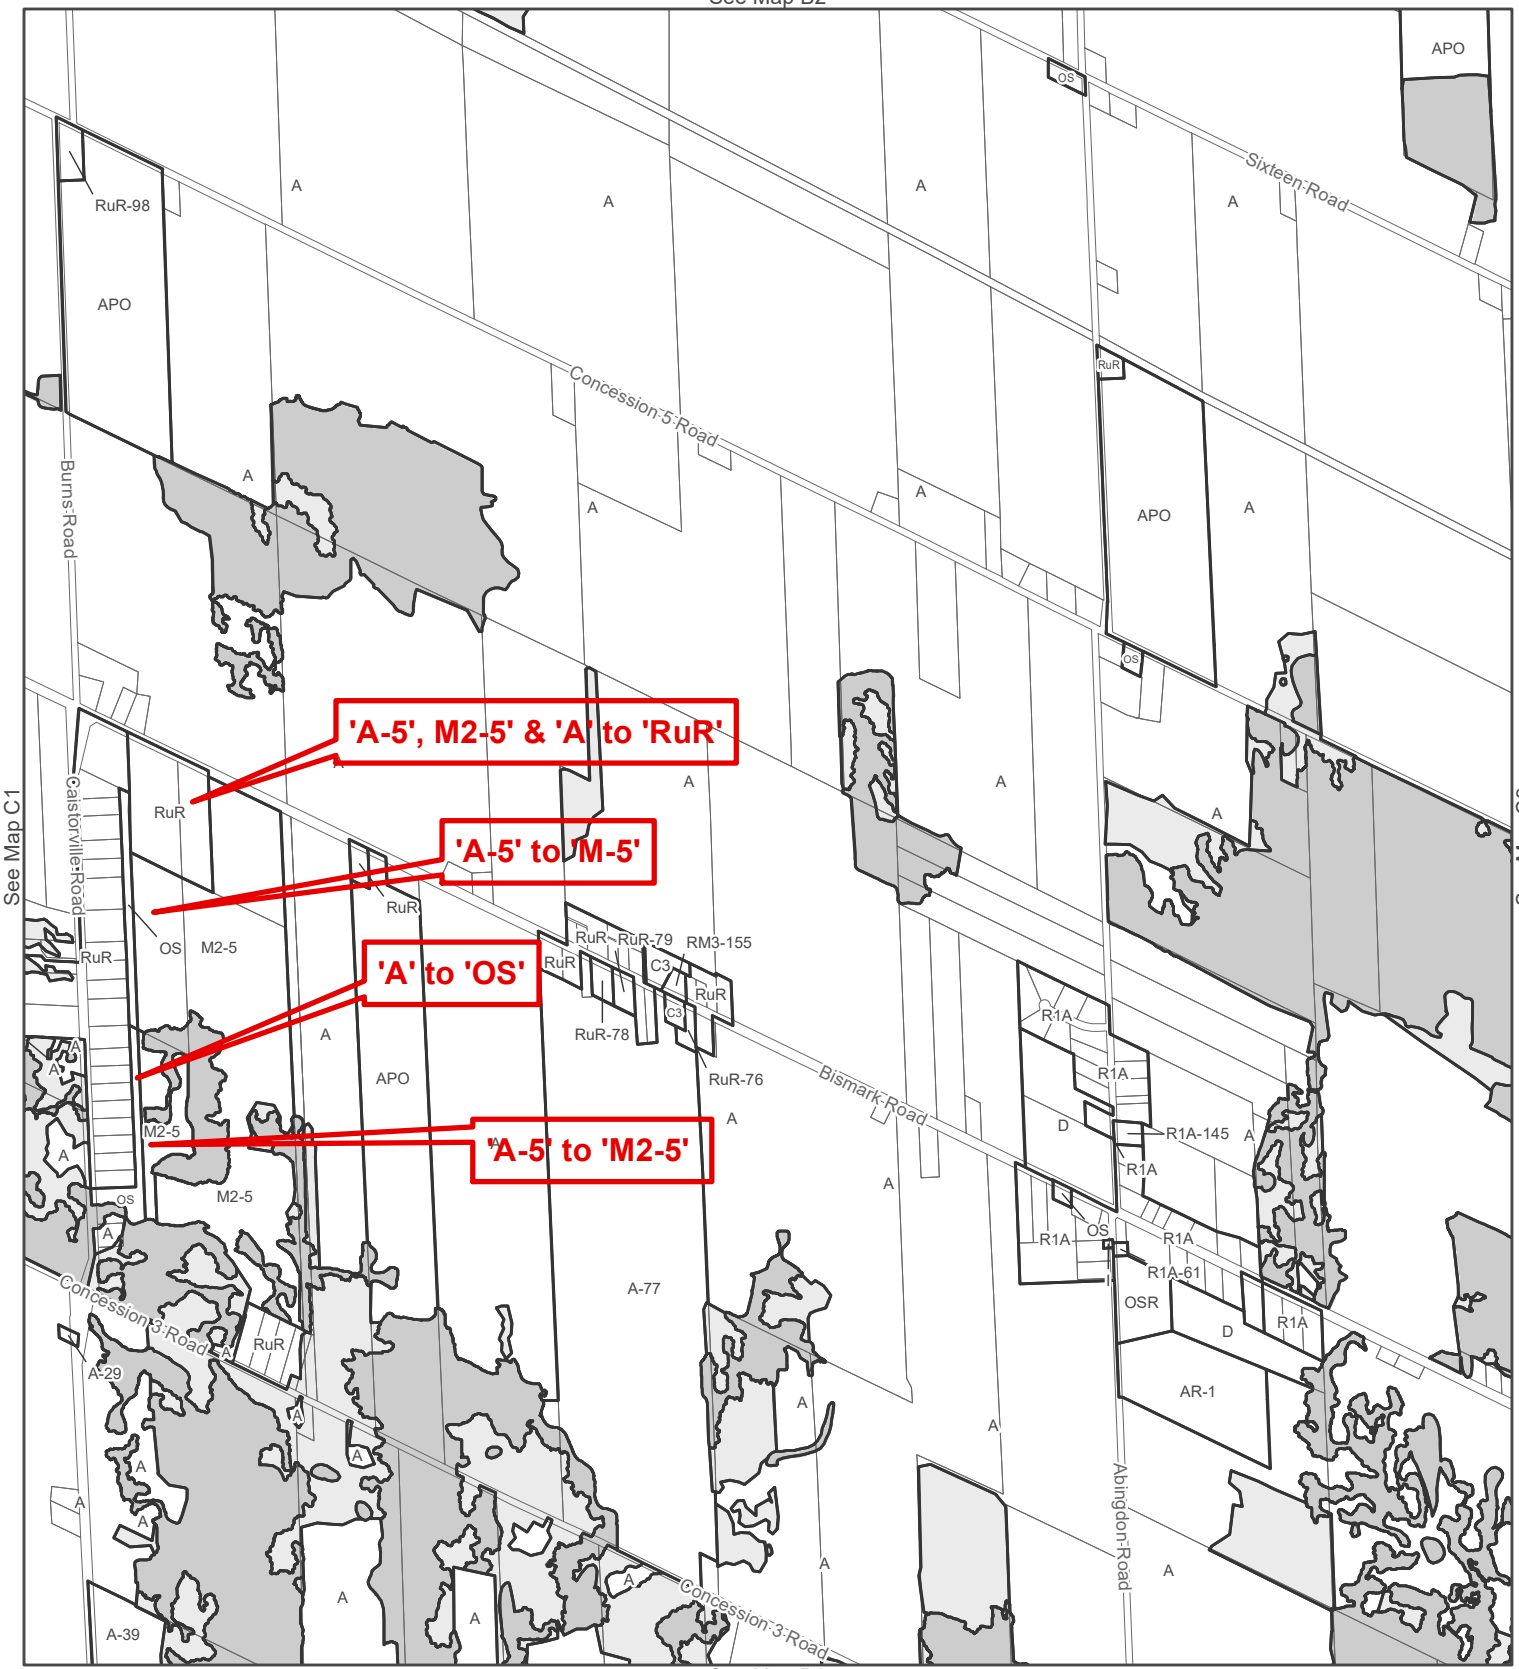 See Map B2
APO
OS
Sixteen Road
A
A
A
A
RuR-98
APO
RuR
Concession 5 Road
Burns Road
A
A
A
APO
A
OS
'A-5', M2-5' & 'A' to 'RuR'
A
A
A
A
See Map C1
Caistorville Road
RuR
'A-5' to 'M-5'
RuR
OS
M2-5
RuR
RuR
RuR-79
RM3-155
C3
RuR
'A' to 'OS'
RuR
C3
RuR-78
R1A
A
A
A
APO
RuR-76
Bismark Road
R1A
M2-5
'A-5' to 'M2-5'
A
A
A
D
R1A-145
A
R1A
A
M2-5
OS
A
OS
R1A
R1A
R1A-61
I
A-77
OSR
Concession 3 Road
RuR
A
A-29
D
R1A
AR-1
A
A
A
A
A
A
A
A
Abingdon Road
A
A
A
A
A
A-39
Concession 3 Road